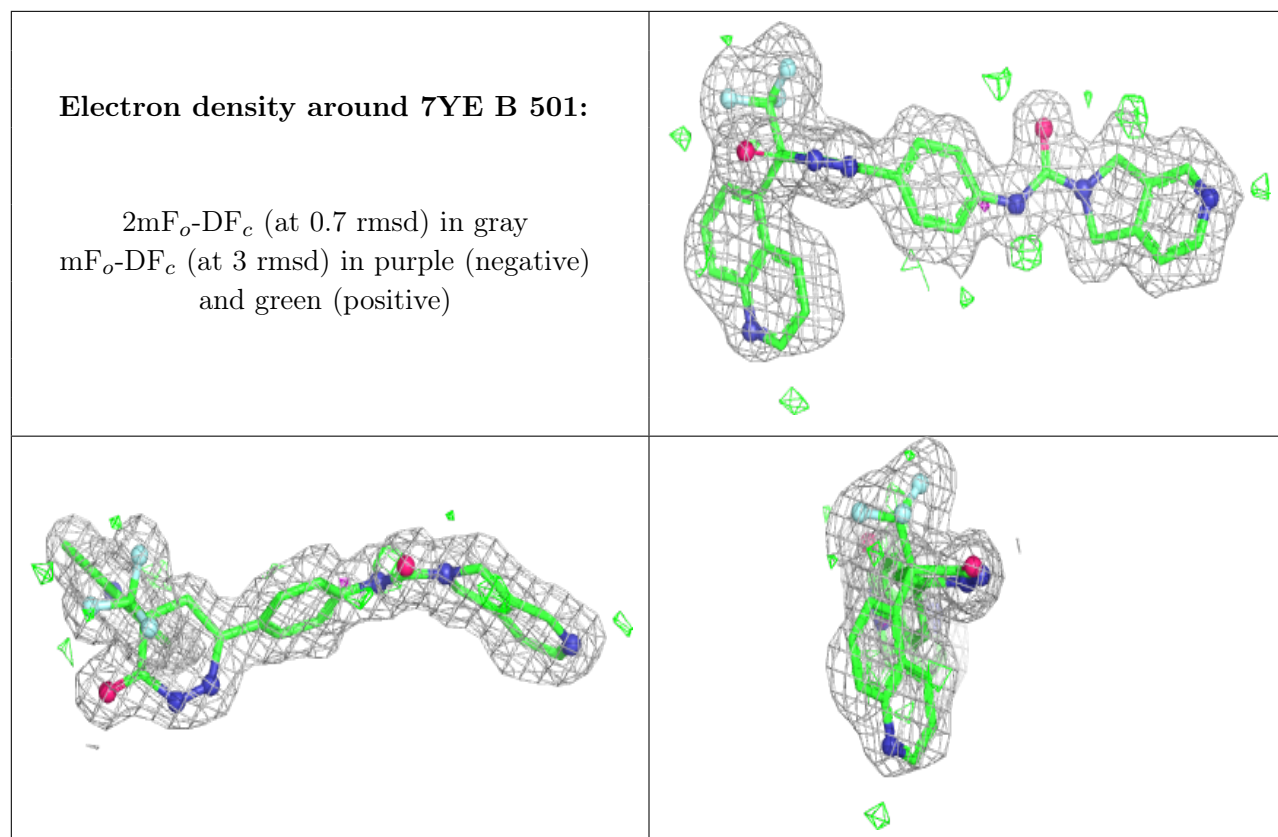 Electron density around 7YE B 501:
2mFₒ-DF𝒸 (at 0.7 rmsd) in gray
mFₒ-DF𝒸 (at 3 rmsd) in purple (negative)
and green (positive)